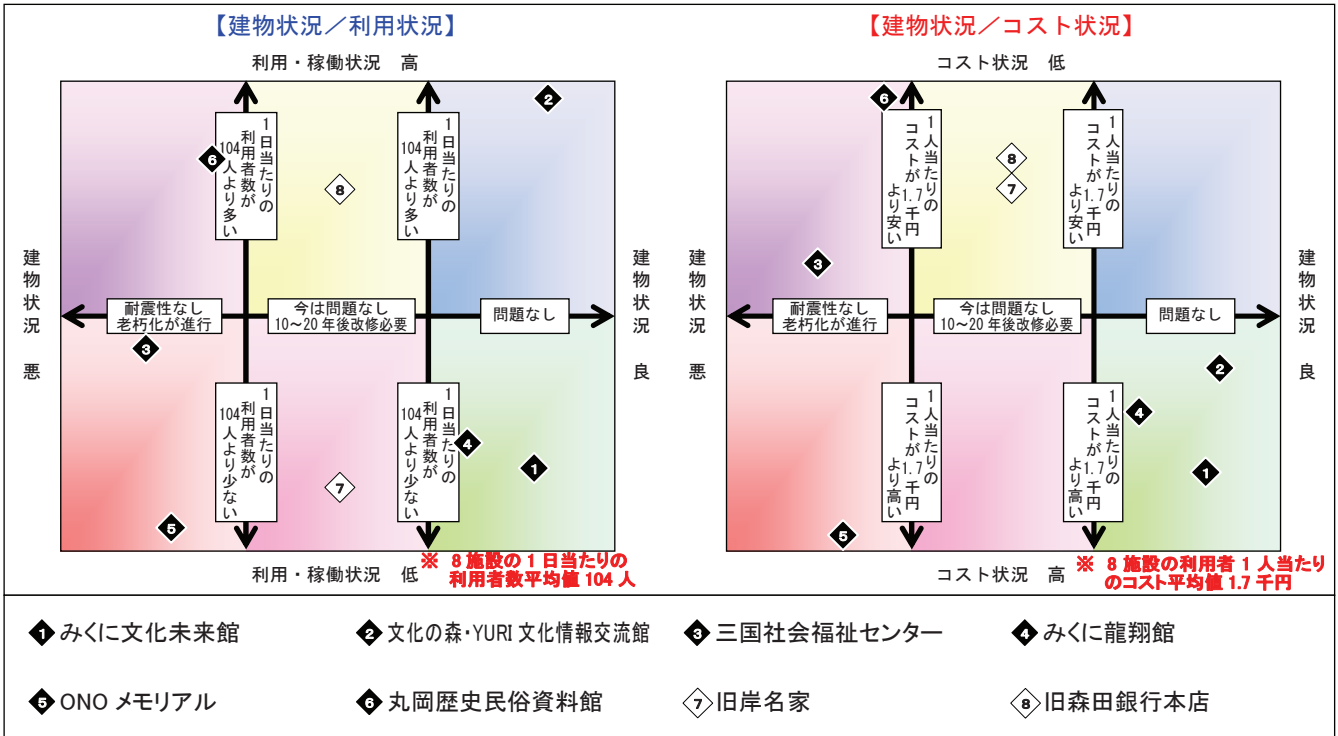 【建物状況／利用状況】
利用・稼働状況　高
1日当たりの
利用者数が
104人より多い
1日当たりの
利用者数が
104人より多い
2
6
8
建物状況　悪
耐震性なし
老朽化が進行
今は問題なし
10～20年後改修必要
問題なし
建物状況　良
3
1日当たりの
利用者数が
104人より少ない
1日当たりの
利用者数が
104人より少ない
4
1
7
5
利用・稼働状況　低
※ 8施設の1日当たりの
利用者数平均値104人
【建物状況／コスト状況】
コスト状況　低
6
1人当たりの
コストが1.7千円
より安い
1人当たりの
コストが1.7千円
より安い
8
7
3
建物状況　悪
耐震性なし
老朽化が進行
今は問題なし
10～20年後改修必要
問題なし
建物状況　良
2
1人当たりの
コストが1.7千円
より高い
1人当たりの
コストが1.7千円
より高い
4
1
5
コスト状況　高
※ 8施設の利用者1人当たり
のコスト平均値1.7千円
1 みくに文化未来館
2 文化の森・YURI文化情報交流館
3 三国社会福祉センター
4 みくに龍翔館
5 ONOメモリアル
6 丸岡歴史民俗資料館
7 旧岸名家
8 旧森田銀行本店